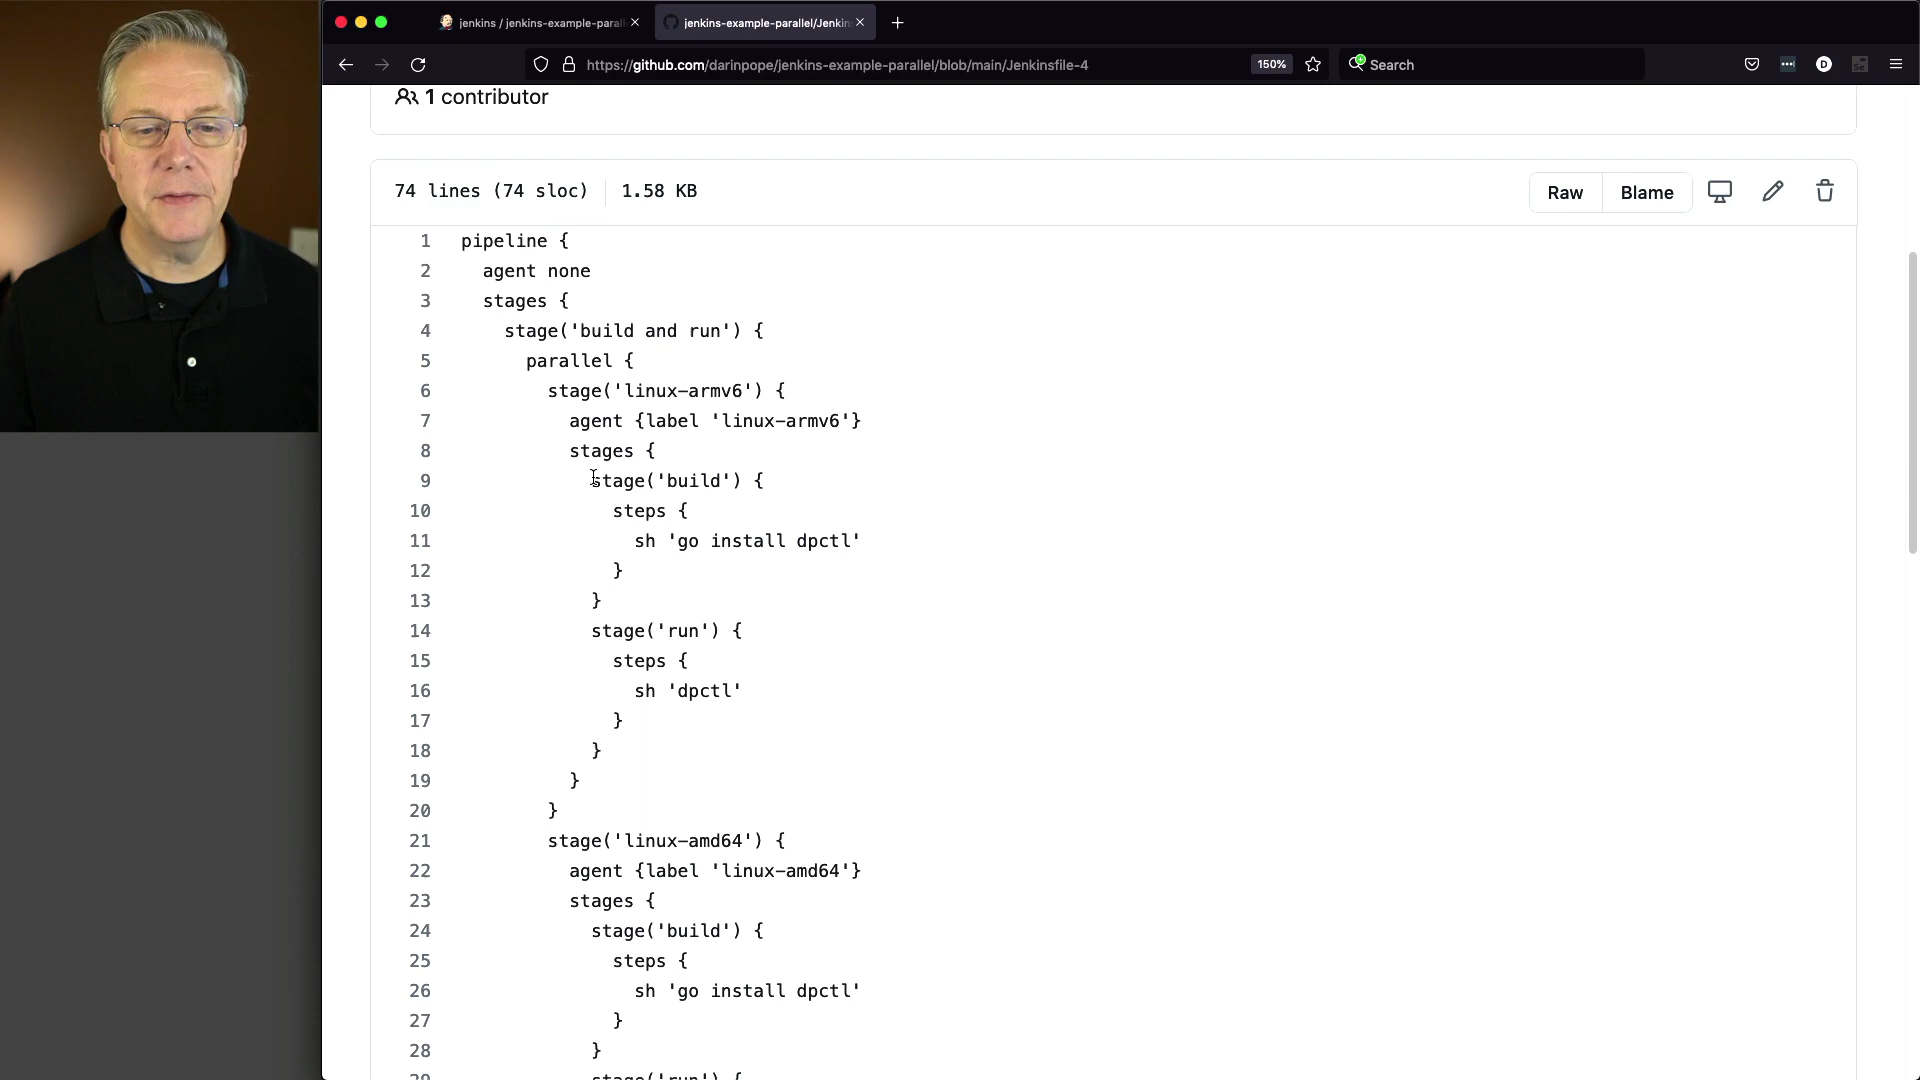 jenkins / jenkins-example-paral
jenkins-example-parallel/Jenkin
https://github.com/darinpope/jenkins-example-parallel/blob/main/Jenkinsfile-4
150%
Search
D
1 contributor
74 lines (74 sloc)
1.58 KB
Raw
Blame
1 pipeline {
2 agent none
3 stages {
4 stage('build and run') {
5 parallel {
6 stage('linux-armv6') {
7 agent {label 'linux-armv6'}
8 stages {
9 stage('build') {
10 steps {
11 sh 'go install dpctl'
12 }
13 }
14 stage('run') {
15 steps {
16 sh 'dpctl'
17 }
18 }
19 }
20 }
21 stage('linux-amd64') {
22 agent {label 'linux-amd64'}
23 stages {
24 stage('build') {
25 steps {
26 sh 'go install dpctl'
27 }
28 }
29 stage('run') {